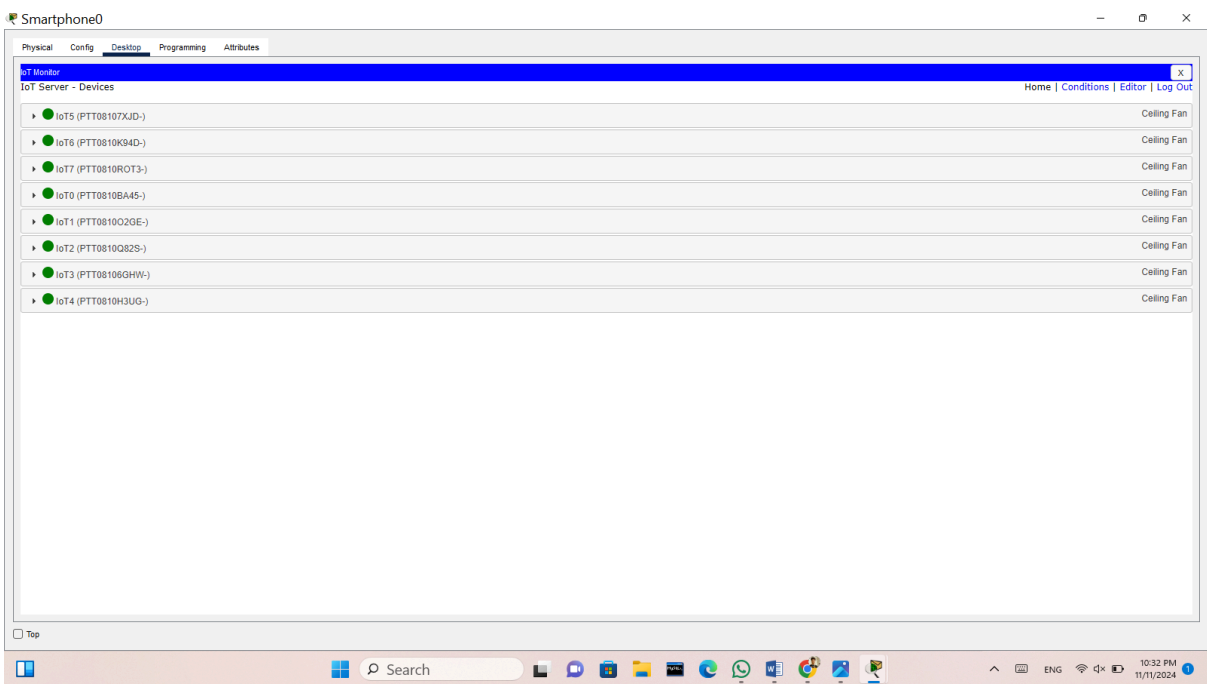 Smartphone0
Physical Config Desktop Programming Attributes
IoT Monitor X
IoT Server - Devices Home | Conditions | Editor | Log Out
IoT5 (PTT08107XJD-) Ceiling Fan
IoT6 (PTT0810K94D-) Ceiling Fan
IoT7 (PTT0810ROT3-) Ceiling Fan
IoT0 (PTT0810BA45-) Ceiling Fan
IoT1 (PTT0810O2GE-) Ceiling Fan
IoT2 (PTT0810Q82S-) Ceiling Fan
IoT3 (PTT08106GHW-) Ceiling Fan
IoT4 (PTT0810H3UG-) Ceiling Fan
Top
Search ENG 10:32 PM
11/11/2024 1